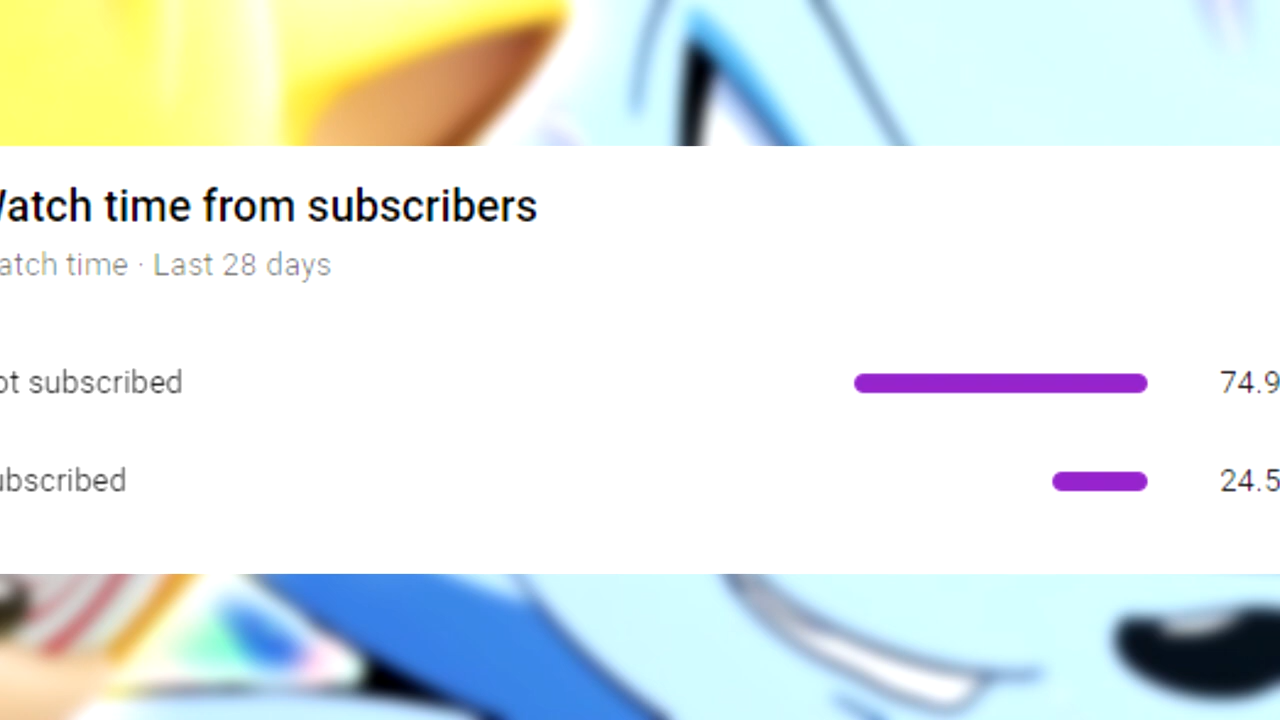 Watch time from subscribers
atch time · Last 28 days
ot subscribed
74.9
ubscribed
24.5